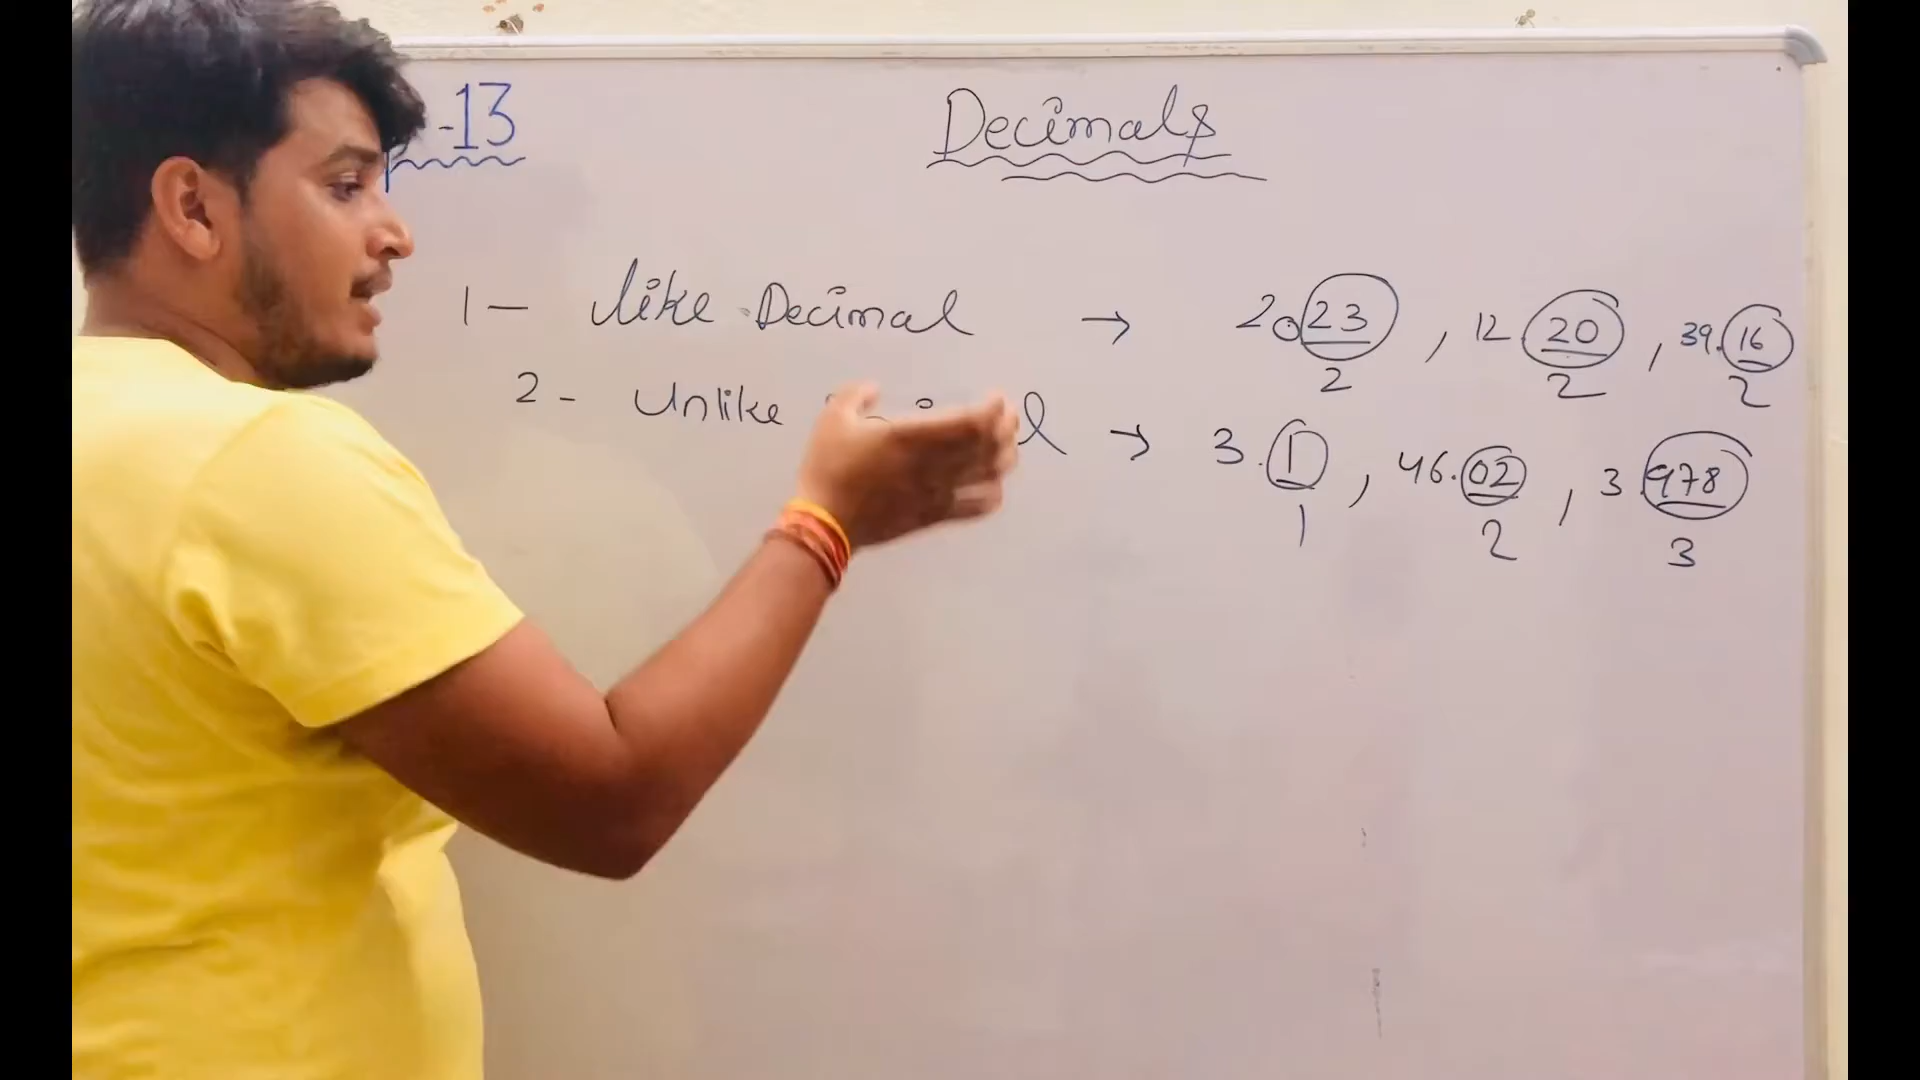 -13
Decimals
1- like Decimal → 2.23, 12.20, 39.16
2 2 2
2- Unlike → 3.1, 46.02, 3.978
1 2 3